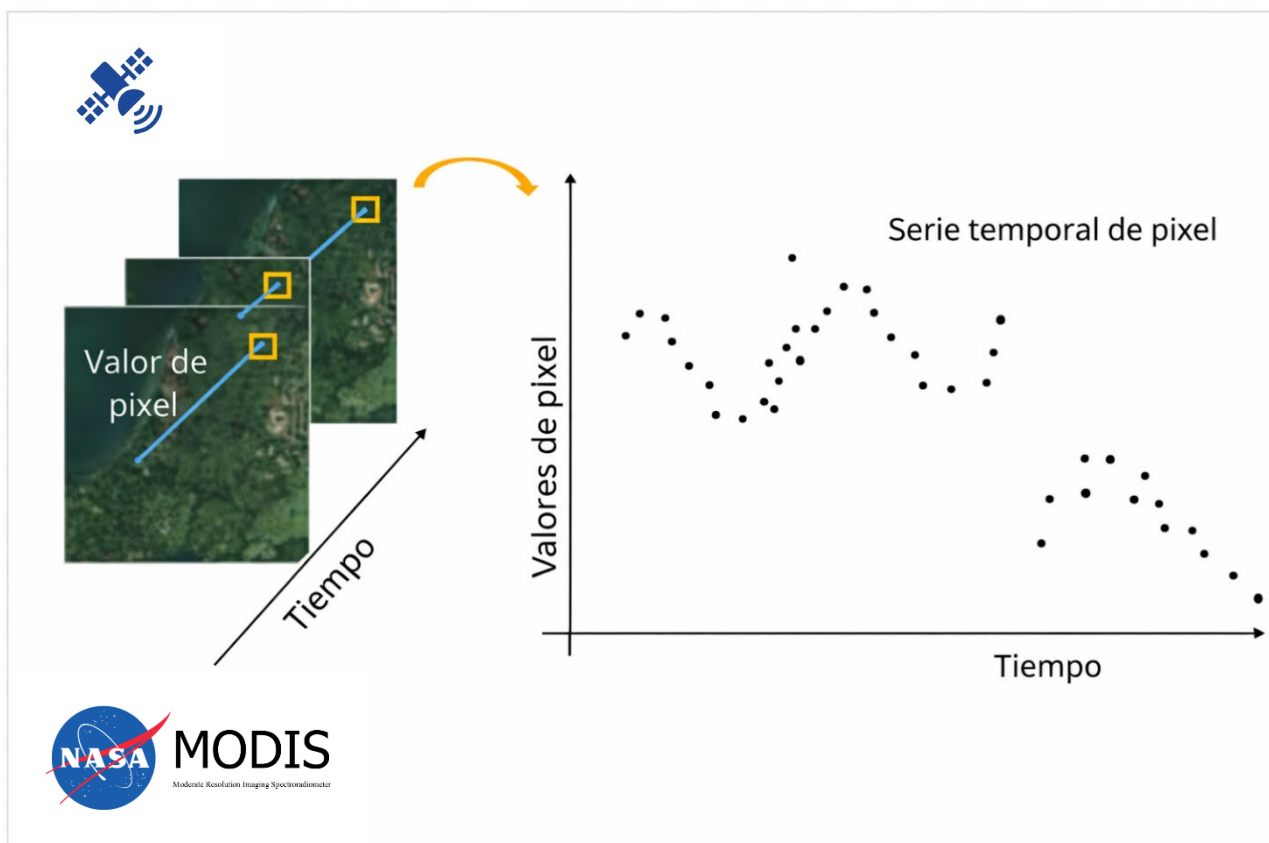 Valor de
pixel
Tiempo
Serie temporal de pixel
Valores de pixel
Tiempo
NASA
MODIS
Moderate Resolution Imaging Spectroradiometer